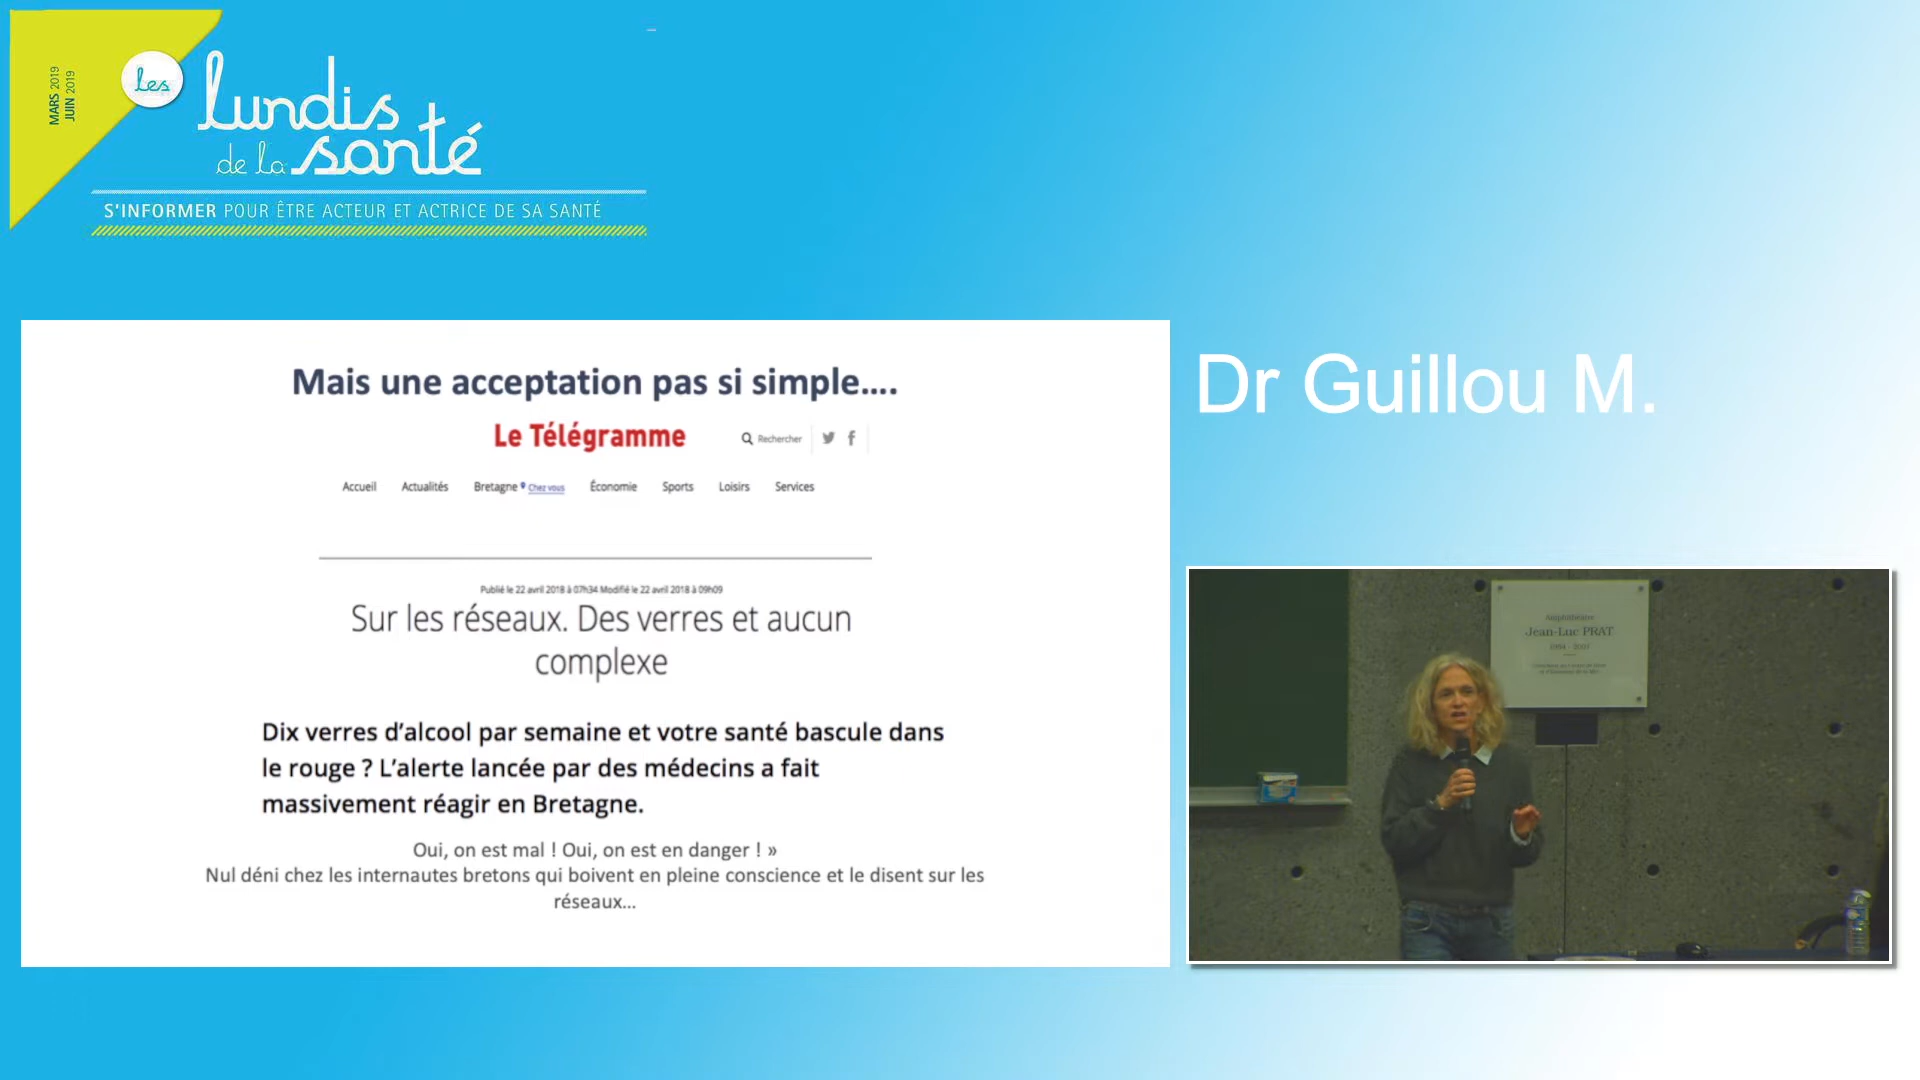 MARS 2019
JUIN 2019
les
lundis
de la santé
S'INFORMER POUR ÊTRE ACTEUR ET ACTRICE DE SA SANTÉ
Mais une acceptation pas si simple....
Le Télégramme
Rechercher
Accueil Actualités Bretagne Chez vous Économie Sports Loisirs Services
Publié le 22 avril 2018 à 07h34 Modifié le 22 avril 2018 à 09h09
Sur les réseaux. Des verres et aucun
complexe
Dix verres d'alcool par semaine et votre santé bascule dans
le rouge ? L'alerte lancée par des médecins a fait
massivement réagir en Bretagne.
Oui, on est mal ! Oui, on est en danger ! »
Nul déni chez les internautes bretons qui boivent en pleine conscience et le disent sur les
réseaux...
Dr Guillou M.
Amphithéâtre
Jean-Luc PRAT